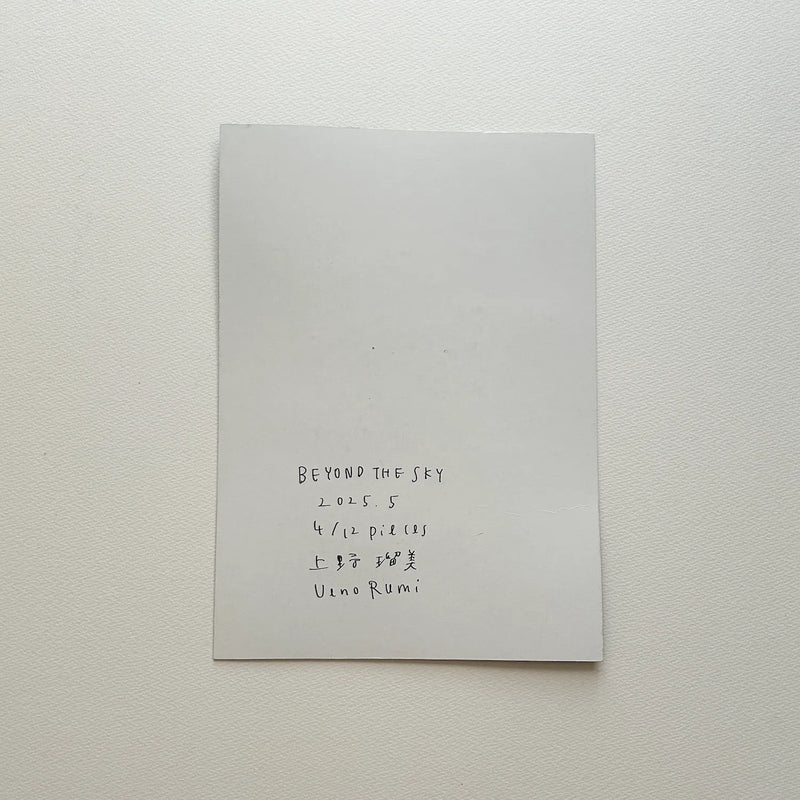 BEYOND THE SKY
2025.5
4/12 pieces
上野 瑠美
Ueno Rumi